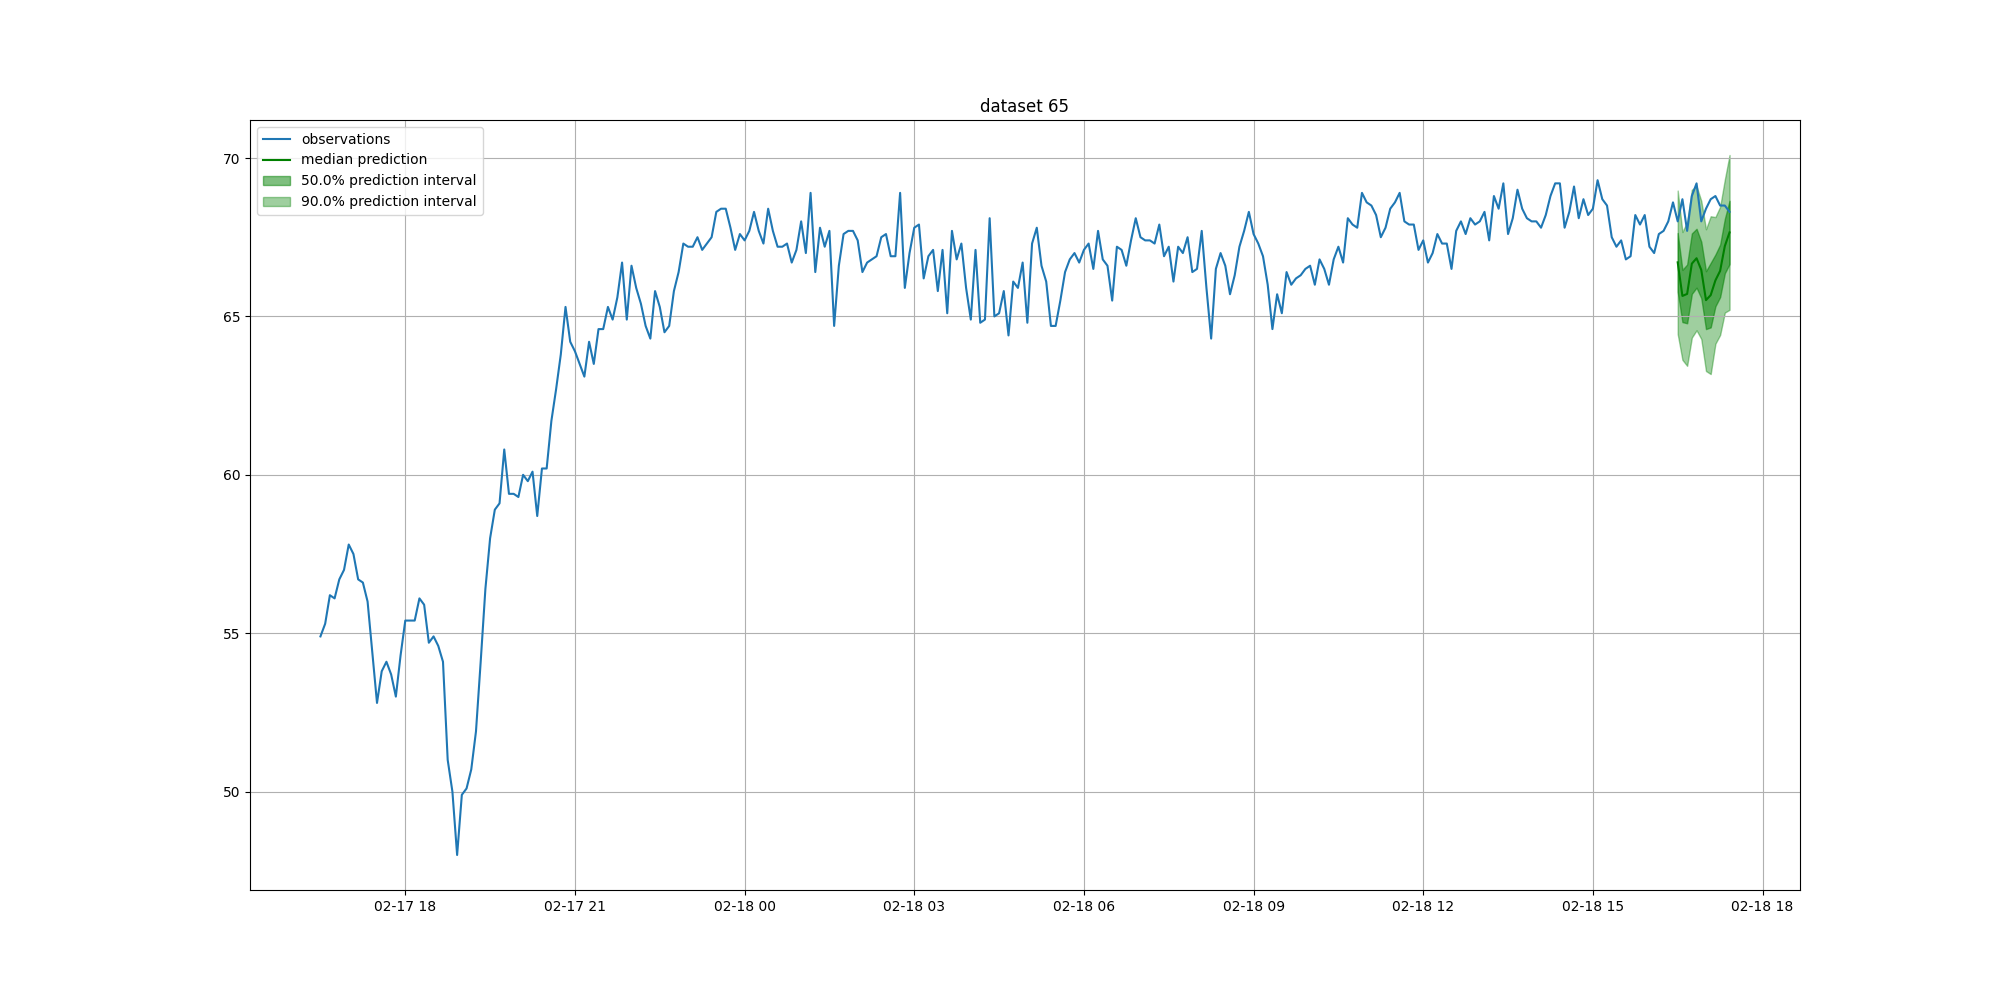 dataset 65
observations
median prediction
50.0% prediction interval
90.0% prediction interval
70
65
60
55
50
02-17 18
02-17 21
02-18 00
02-18 03
02-18 06
02-18 09
02-18 12
02-18 15
02-18 18